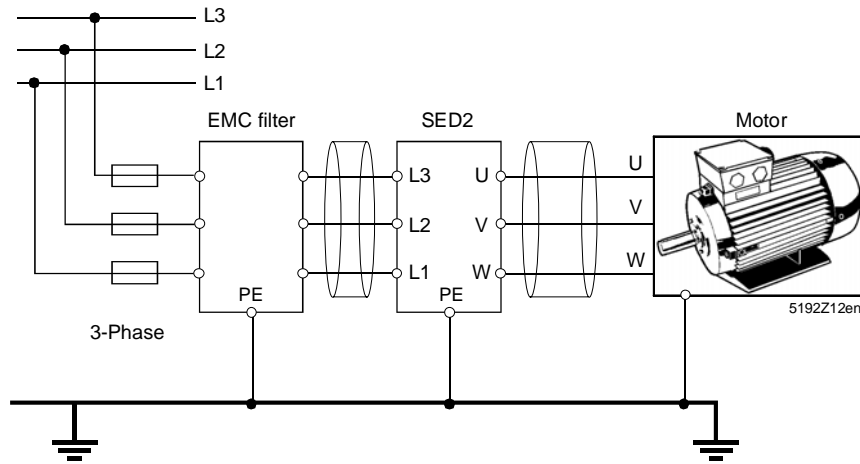 L3
L2
L1
EMC filter
SED2
Motor
L3
U
U
L2
V
V
L1
W
W
PE
PE
5192Z12en
3-Phase